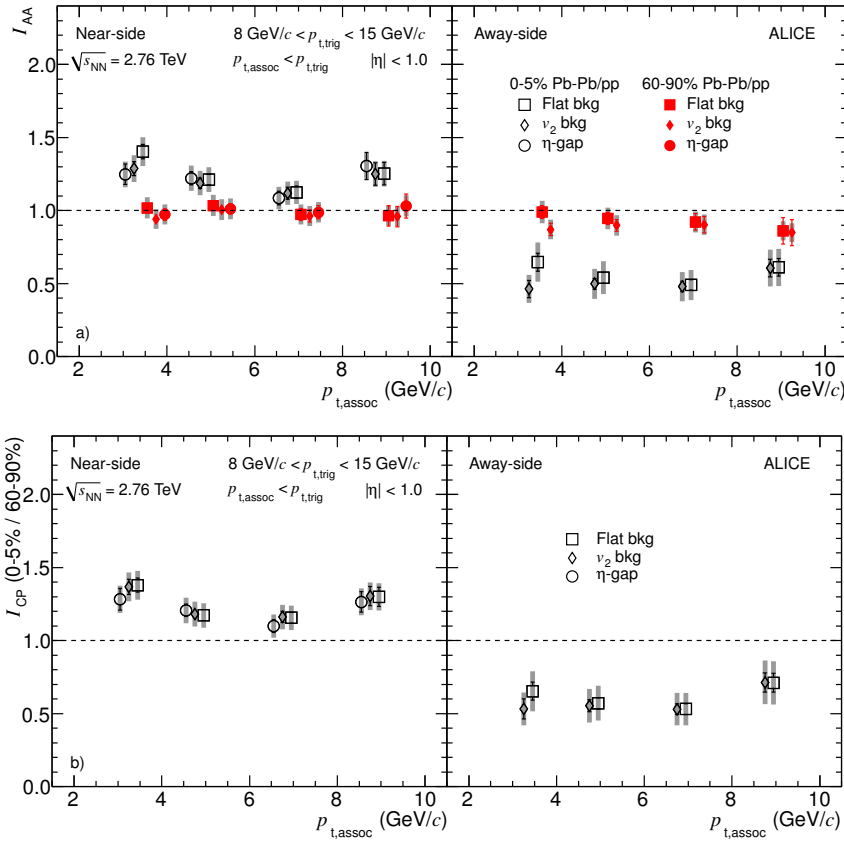 I_AA
Near-side
8 GeV/c < p_t,trig < 15 GeV/c
√s_NN = 2.76 TeV
p_t,assoc < p_t,trig
|η| < 1.0
2.0
1.5
1.0
0.5
0.0
a)
2 4 6 8 10
p_t,assoc (GeV/c)
Away-side
ALICE
0-5% Pb-Pb/pp
60-90% Pb-Pb/pp
Flat bkg
v_2 bkg
η-gap
Flat bkg
v_2 bkg
η-gap
2 4 6 8 10
p_t,assoc (GeV/c)
I_CP (0-5% / 60-90%)
Near-side
8 GeV/c < p_t,trig < 15 GeV/c
√s_NN = 2.76 TeV
p_t,assoc < p_t,trig
|η| < 1.0
2.0
1.5
1.0
0.5
0.0
b)
2 4 6 8 10
p_t,assoc (GeV/c)
Away-side
ALICE
Flat bkg
v_2 bkg
η-gap
2 4 6 8 10
p_t,assoc (GeV/c)